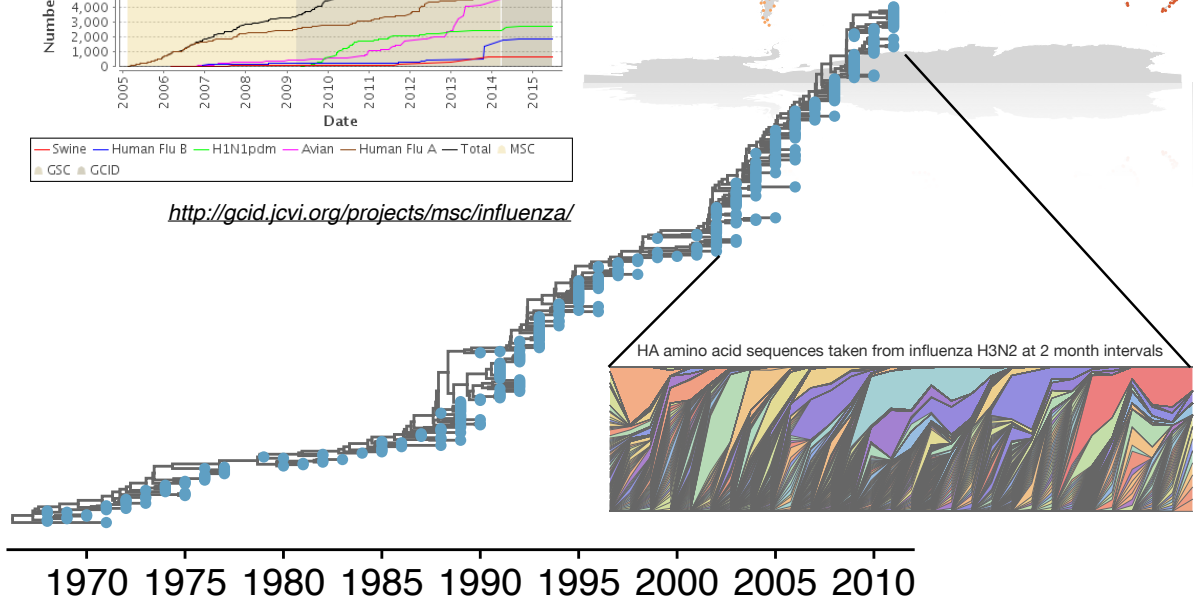 Numbe
4,000
3,000
2,000
1,000
0
2005 2006 2007 2008 2009 2010 2011 2012 2013 2014 2015
Date
Swine Human Flu B H1N1pdm Avian Human Flu A Total MSC
GSC GCID
http://gcid.jcvi.org/projects/msc/influenza/
HA amino acid sequences taken from influenza H3N2 at 2 month intervals
1970 1975 1980 1985 1990 1995 2000 2005 2010